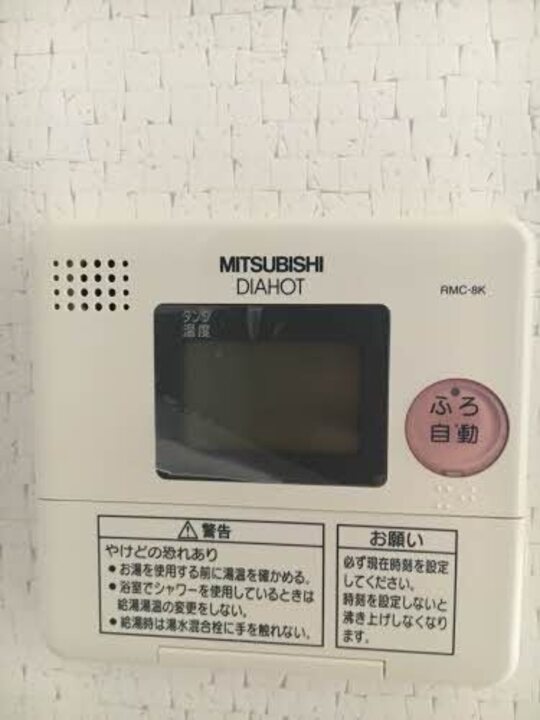 MITSUBISHI
DIAHOT
RMC-8K
タンク
温度
ふろ
自動
警告
やけどの恐れあり
● お湯を使用する前に湯温を確かめる。
● 浴室でシャワーを使用しているときは
給湯湯温の変更をしない。
● 給湯時は湯水混合栓に手を触れない。
お願い
必ず現在時刻を設定
してください。
時刻を設定しないと
沸き上げしなくなり
ます。